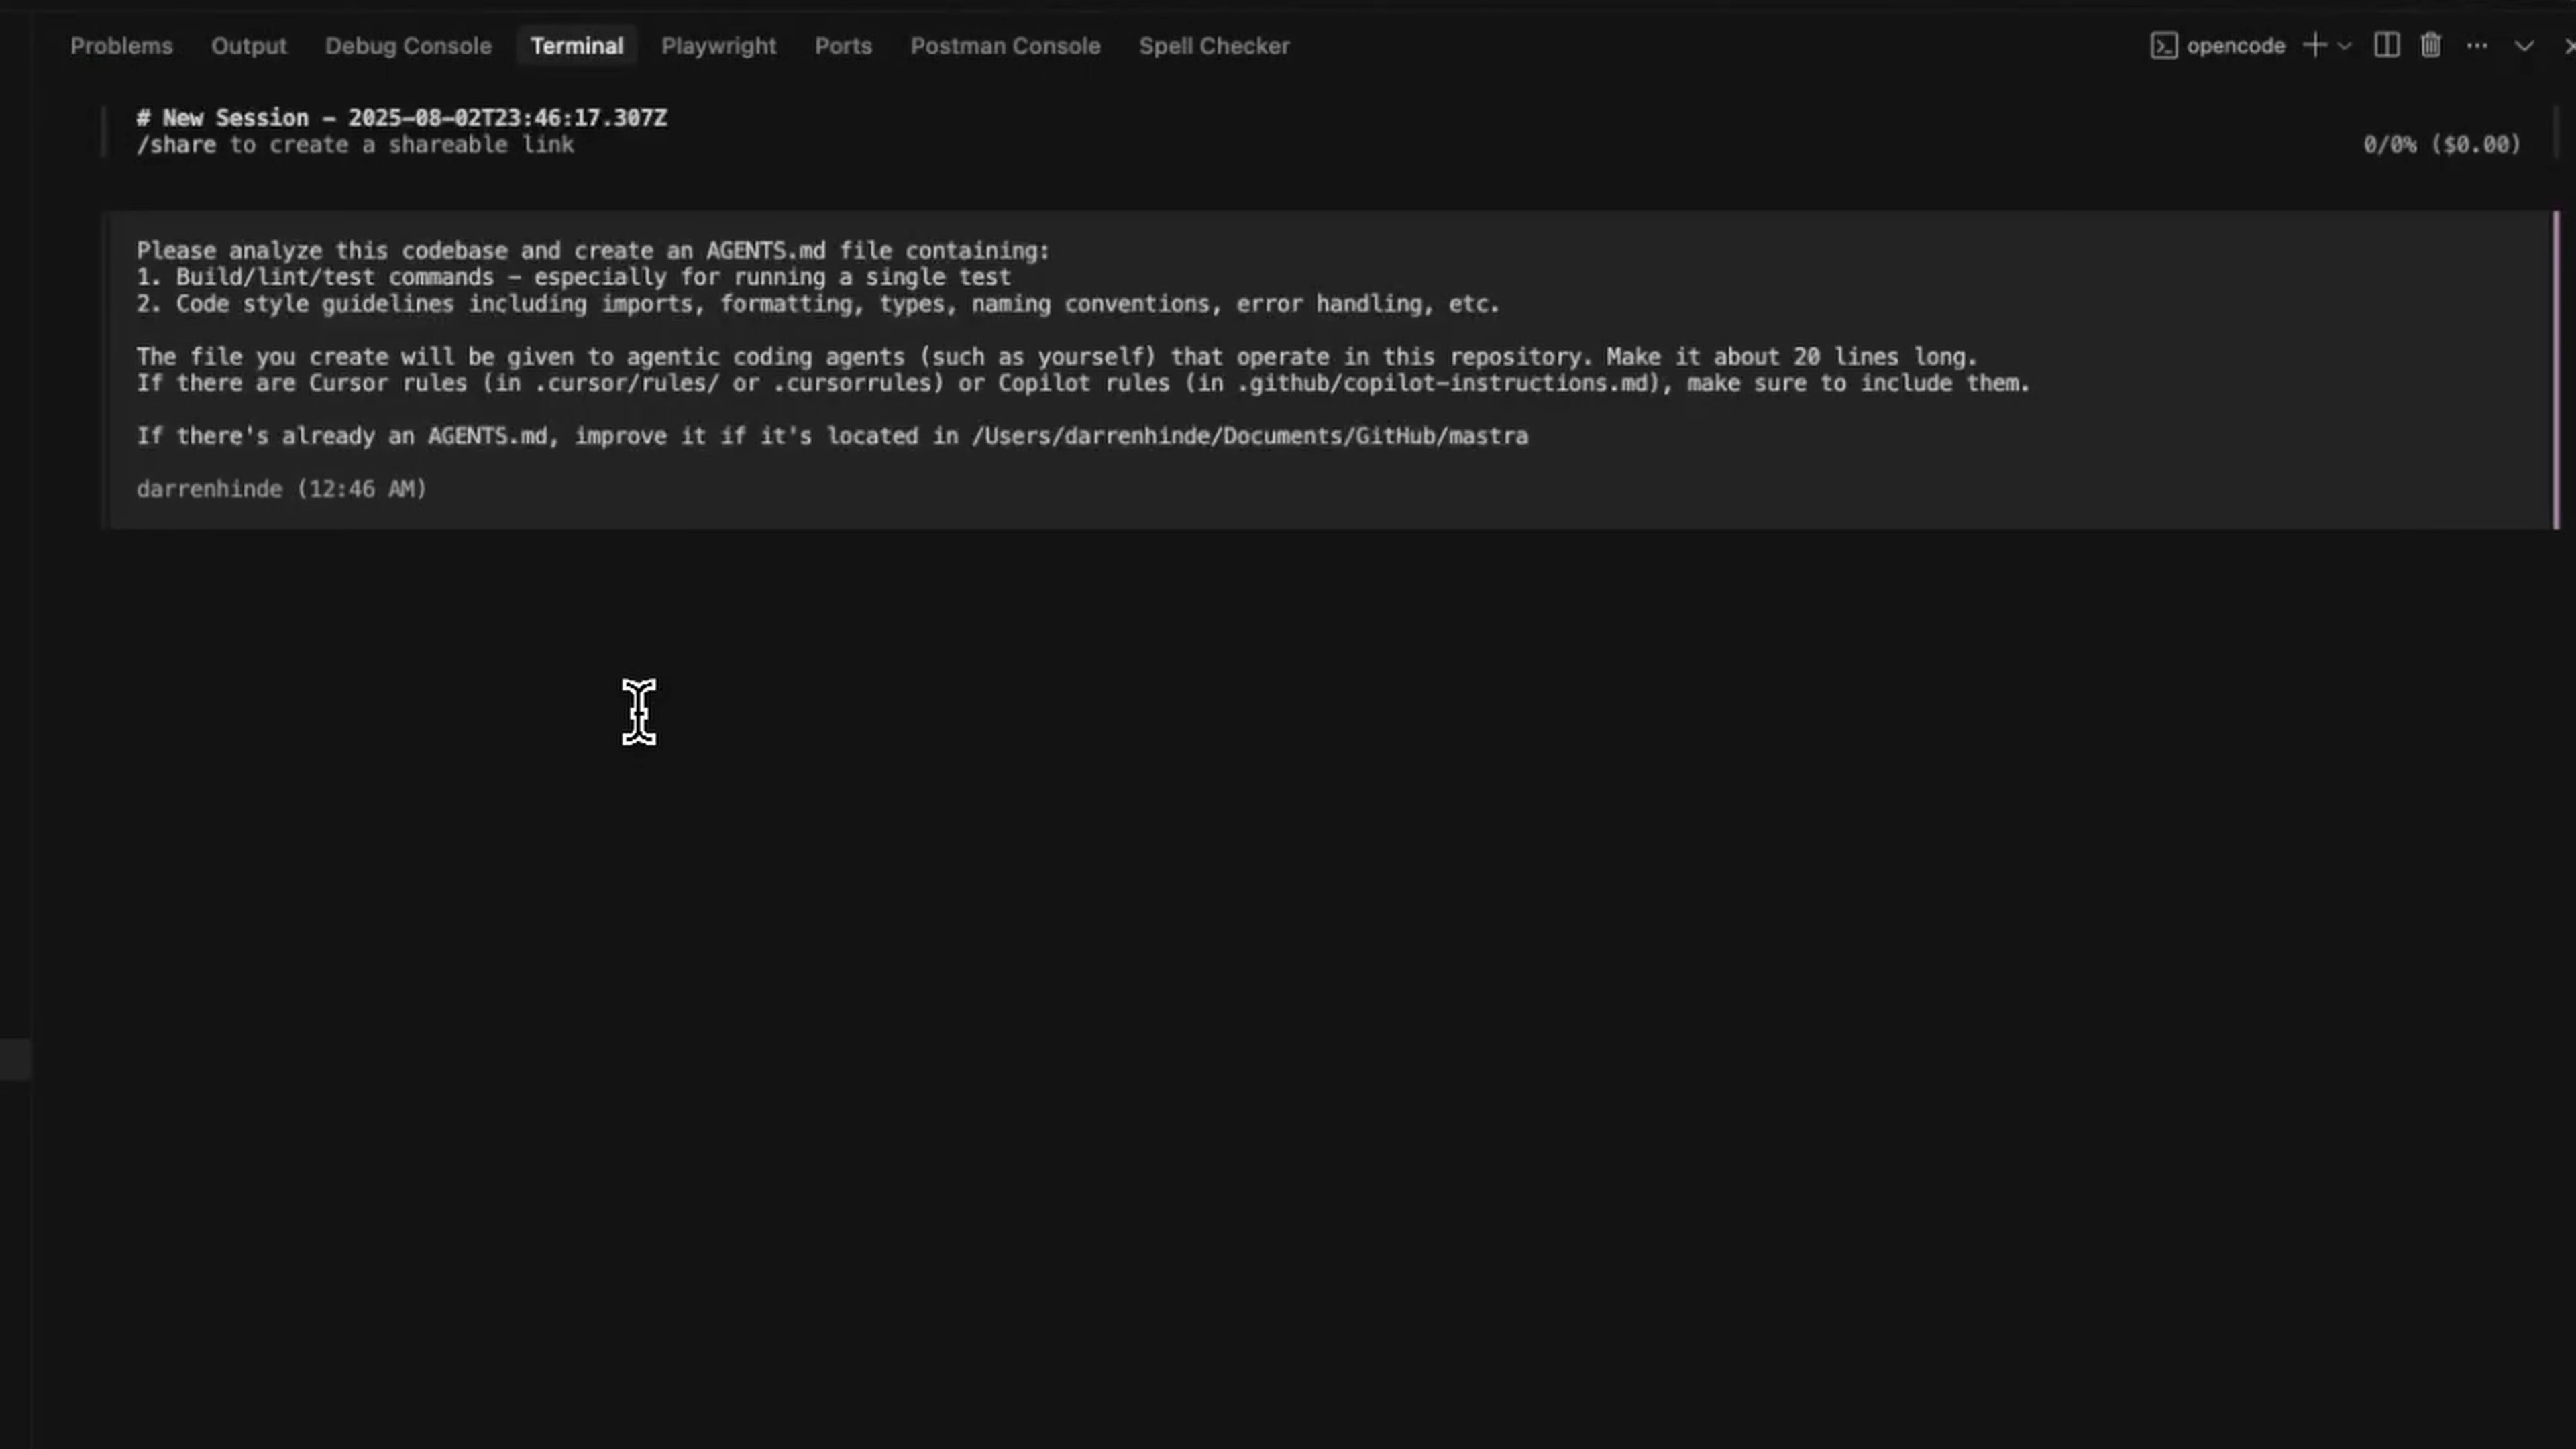 Problems Output Debug Console Terminal Playwright Ports Postman Console Spell Checker opencode
# New Session - 2025-08-02T23:46:17.307Z
/share to create a shareable link 0/0% ($0.00)
Please analyze this codebase and create an AGENTS.md file containing:
1. Build/lint/test commands - especially for running a single test
2. Code style guidelines including imports, formatting, types, naming conventions, error handling, etc.
The file you create will be given to agentic coding agents (such as yourself) that operate in this repository. Make it about 20 lines long.
If there are Cursor rules (in .cursor/rules/ or .cursorrules) or Copilot rules (in .github/copilot-instructions.md), make sure to include them.
If there's already an AGENTS.md, improve it if it's located in /Users/darrenhinde/Documents/GitHub/mastra
darrenhinde (12:46 AM)